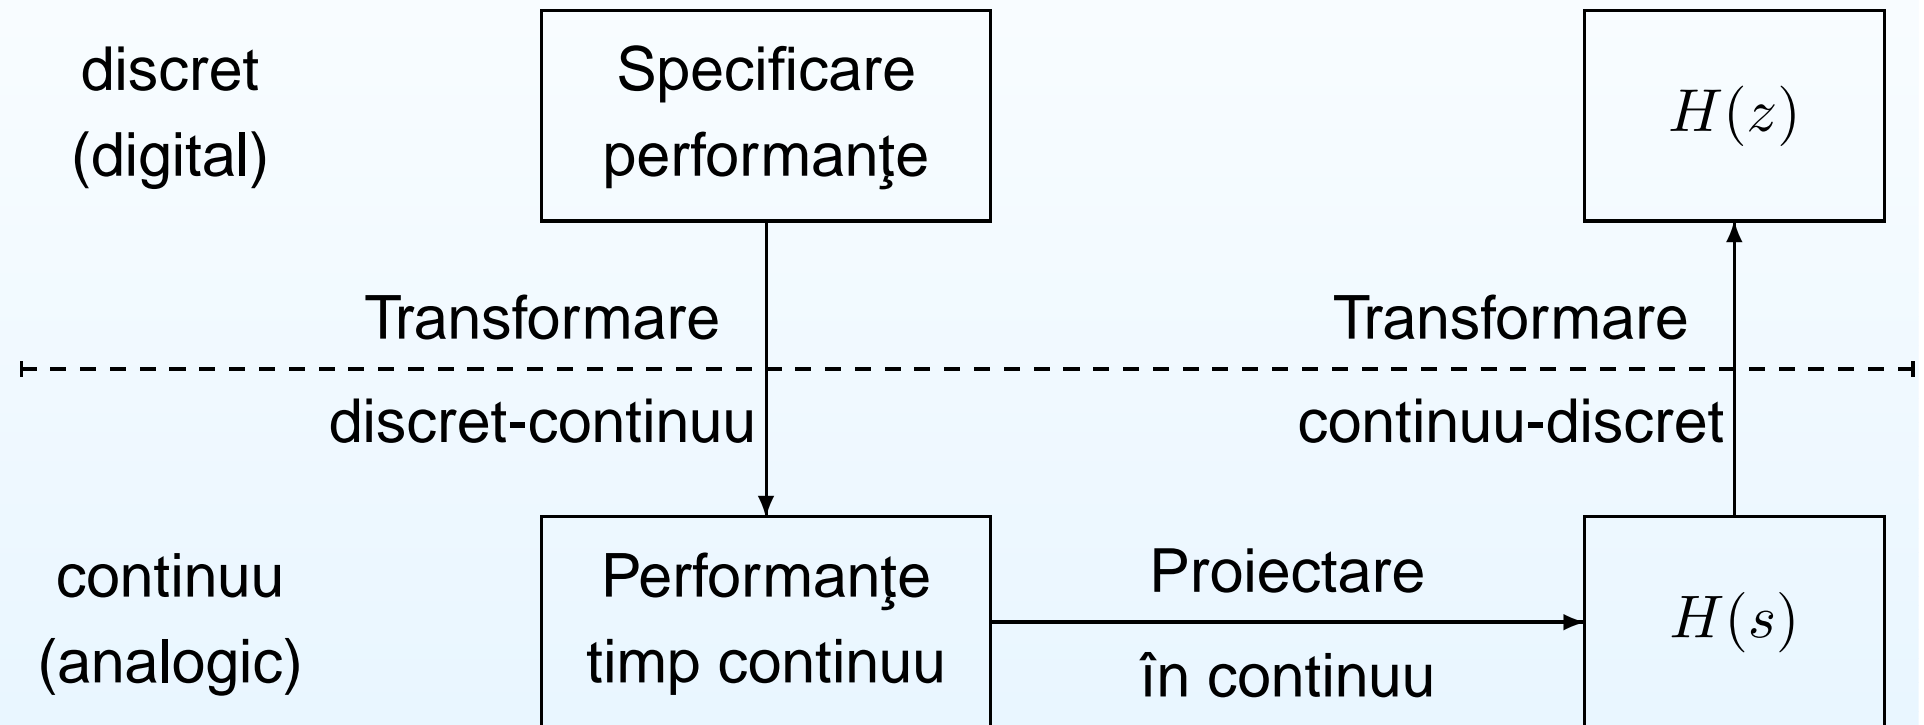 discret
(digital)
Specificare
performanţe
H(z)
Transformare
discret-continuu
Transformare
continuu-discret
continuu
(analogic)
Performanţe
timp continuu
Proiectare
în continuu
H(s)